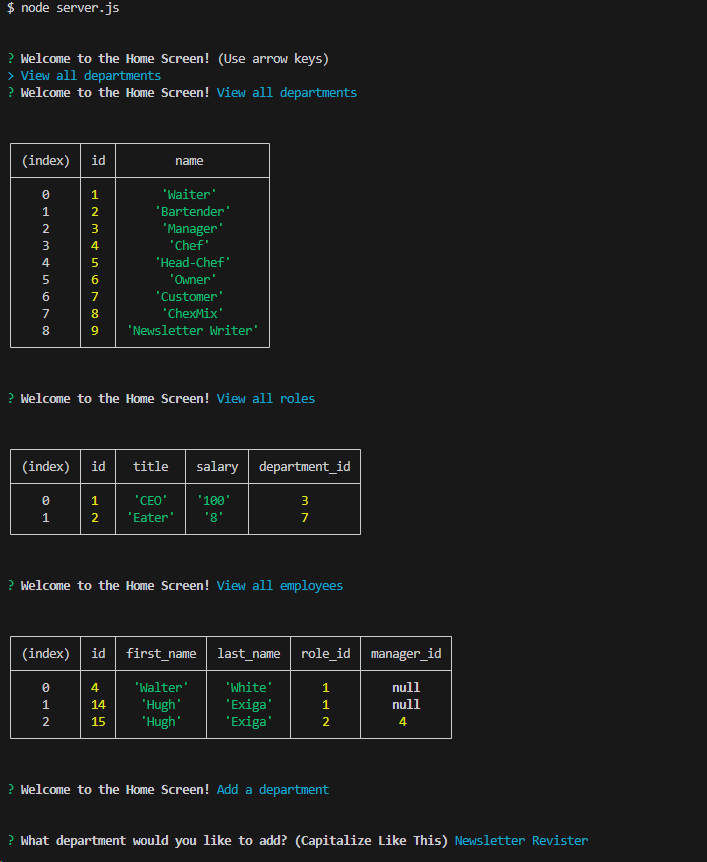 $ node server.js
? Welcome to the Home Screen! (Use arrow keys)
> View all departments
? Welcome to the Home Screen! View all departments
(index) id name
0 1 'Waiter'
1 2 'Bartender'
2 3 'Manager'
3 4 'Chef'
4 5 'Head-Chef'
5 6 'Owner'
6 7 'Customer'
7 8 'ChexMix'
8 9 'Newsletter Writer'
? Welcome to the Home Screen! View all roles
(index) id title salary department_id
0 1 'CEO' '100' 3
1 2 'Eater' '8' 7
? Welcome to the Home Screen! View all employees
(index) id first_name last_name role_id manager_id
0 4 'Walter' 'White' 1 null
1 14 'Hugh' 'Exiga' 1 null
2 15 'Hugh' 'Exiga' 2 4
? Welcome to the Home Screen! Add a department
? What department would you like to add? (Capitalize Like This) Newsletter Revister